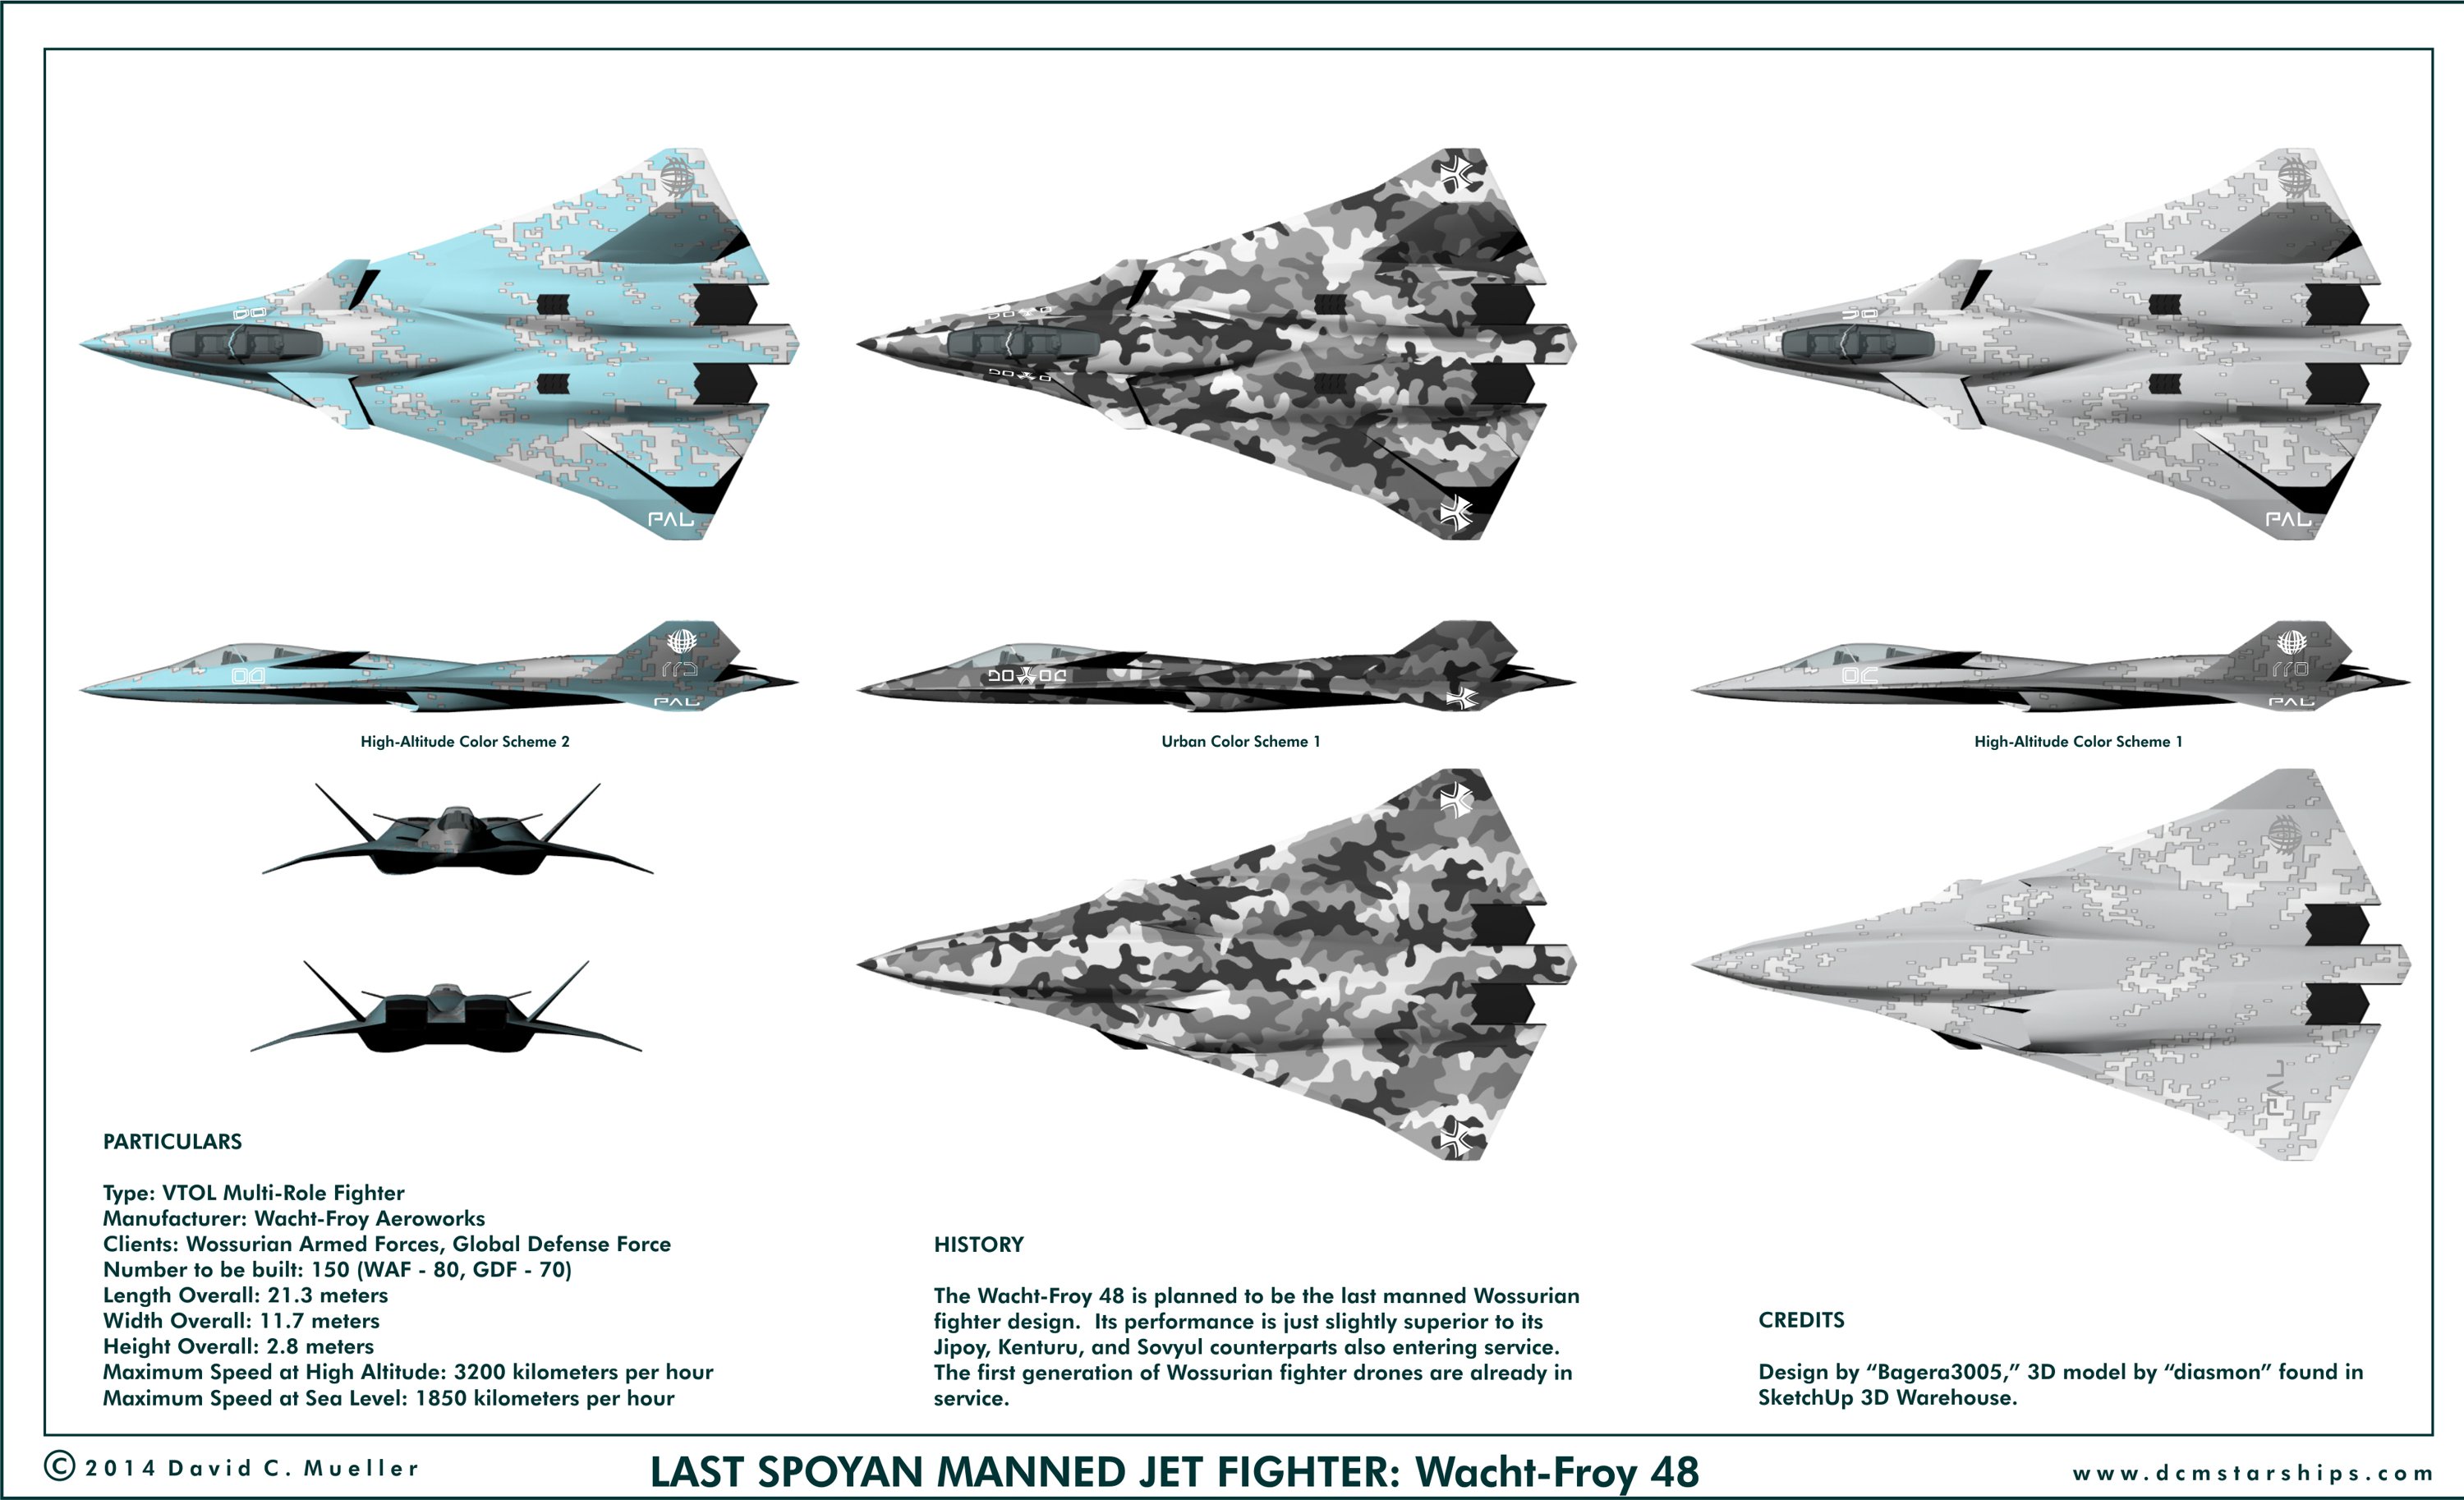 PAL
PAL
PAL
PAL
High-Altitude Color Scheme 2
Urban Color Scheme 1
High-Altitude Color Scheme 1
PAL
PARTICULARS
Type: VTOL Multi-Role Fighter
Manufacturer: Wacht-Froy Aeroworks
Clients: Wossurian Armed Forces, Global Defense Force
Number to be built: 150 (WAF - 80, GDF - 70)
Length Overall: 21.3 meters
Width Overall: 11.7 meters
Height Overall: 2.8 meters
Maximum Speed at High Altitude: 3200 kilometers per hour
Maximum Speed at Sea Level: 1850 kilometers per hour
HISTORY
The Wacht-Froy 48 is planned to be the last manned Wossurian
fighter design.  Its performance is just slightly superior to its
Jipoy, Kenturu, and Sovyul counterparts also entering service.
The first generation of Wossurian fighter drones are already in
service.
CREDITS
Design by “Bagera3005,” 3D model by “diasmon” found in
SketchUp 3D Warehouse.
© 2014 David C. Mueller
LAST SPOYAN MANNED JET FIGHTER: Wacht-Froy 48
www.dcmstarships.com